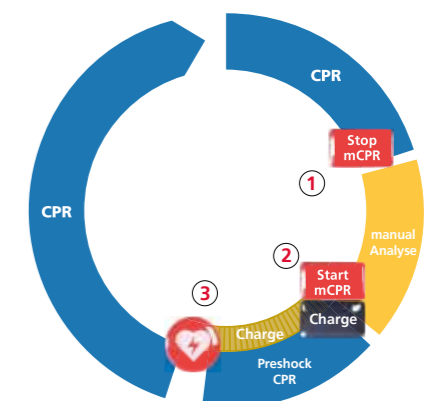 CPR
Stop
mCPR
1
manual
Analyse
CPR
2
Start
mCPR
3
Charge
Charge
Preshock
CPR